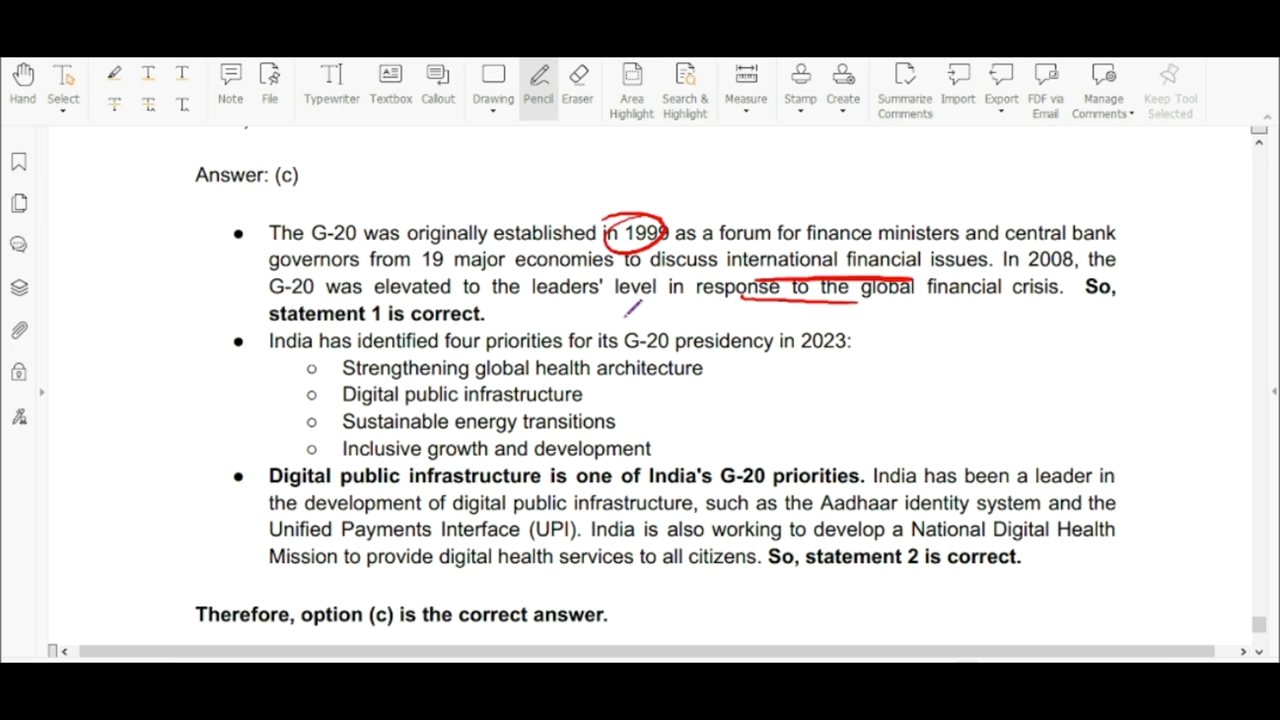 Hand
Select
Note
File
Typewriter
Textbox
Callout
Drawing
Pencil
Eraser
Area
Highlight
Search &
Highlight
Measure
Stamp
Create
Summarize
Comments
Import
Export
FDF via
Email
Manage
Comments
Keep Tool
Selected
Answer: (c)
● The G-20 was originally established in 1999 as a forum for finance ministers and central bank
governors from 19 major economies to discuss international financial issues. In 2008, the
G-20 was elevated to the leaders' level in response to the global financial crisis. So,
statement 1 is correct.
● India has identified four priorities for its G-20 presidency in 2023:
○ Strengthening global health architecture
○ Digital public infrastructure
○ Sustainable energy transitions
○ Inclusive growth and development
● Digital public infrastructure is one of India's G-20 priorities. India has been a leader in
the development of digital public infrastructure, such as the Aadhaar identity system and the
Unified Payments Interface (UPI). India is also working to develop a National Digital Health
Mission to provide digital health services to all citizens. So, statement 2 is correct.
Therefore, option (c) is the correct answer.